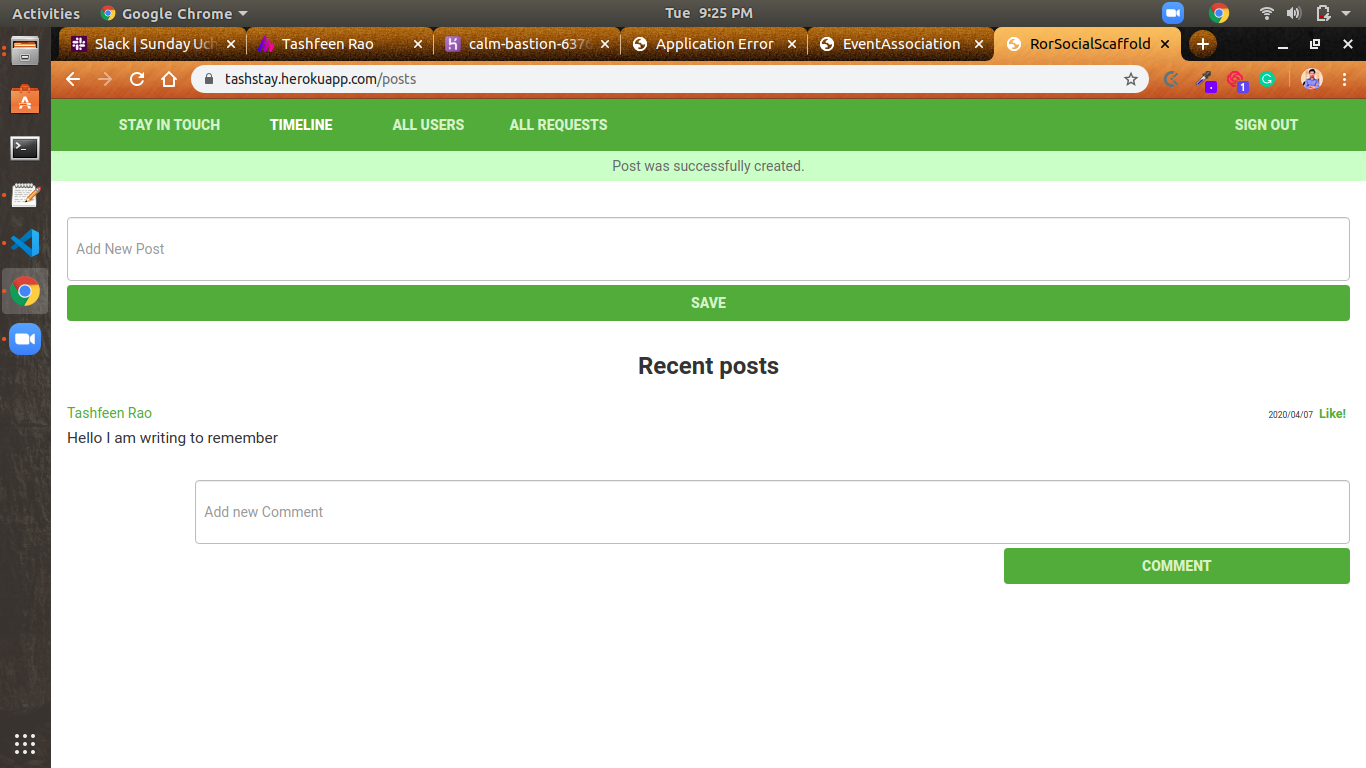 Activities Google Chrome Tue 9:25 PM
Slack | Sunday Uch Tashfeen Rao calm-bastion-6376 Application Error EventAssociation RorSocialScaffold
tashstay.herokuapp.com/posts
1
STAY IN TOUCH TIMELINE ALL USERS ALL REQUESTS SIGN OUT
Post was successfully created.
Add New Post
SAVE
Recent posts
Tashfeen Rao 2020/04/07 Like!
Hello I am writing to remember
Add new Comment
COMMENT